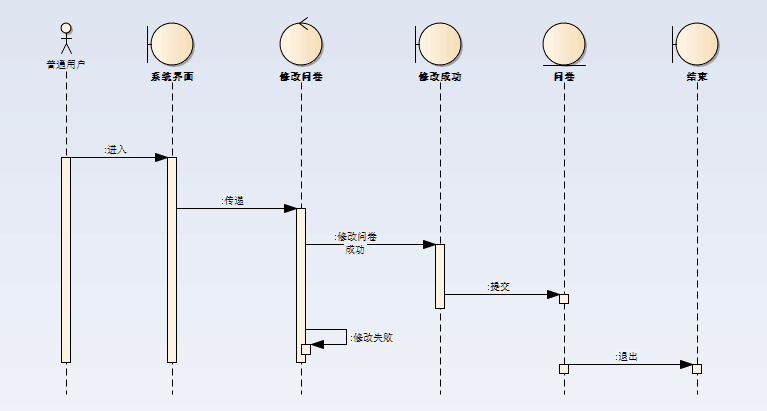 普通用户
系统界面
修改问卷
修改成功
问卷
结束
:进入
:传递
:修改问卷
成功
:提交
:修改失败
:退出